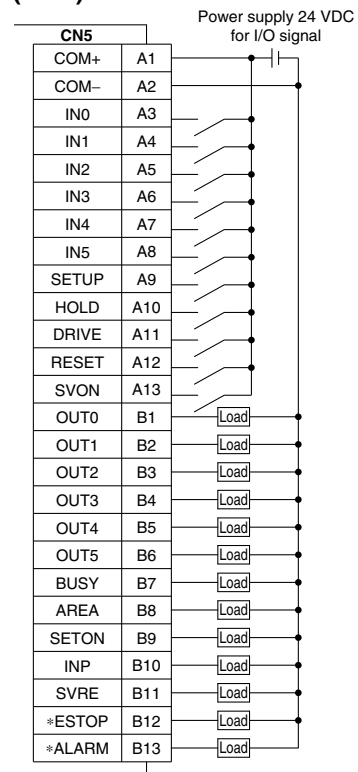 Power supply 24 VDC
for I/O signal
CN5
COM+ A1
COM− A2
IN0 A3
IN1 A4
IN2 A5
IN3 A6
IN4 A7
IN5 A8
SETUP A9
HOLD A10
DRIVE A11
RESET A12
SVON A13
OUT0 B1 Load
OUT1 B2 Load
OUT2 B3 Load
OUT3 B4 Load
OUT4 B5 Load
OUT5 B6 Load
BUSY B7 Load
AREA B8 Load
SETON B9 Load
INP B10 Load
SVRE B11 Load
∗ESTOP B12 Load
∗ALARM B13 Load